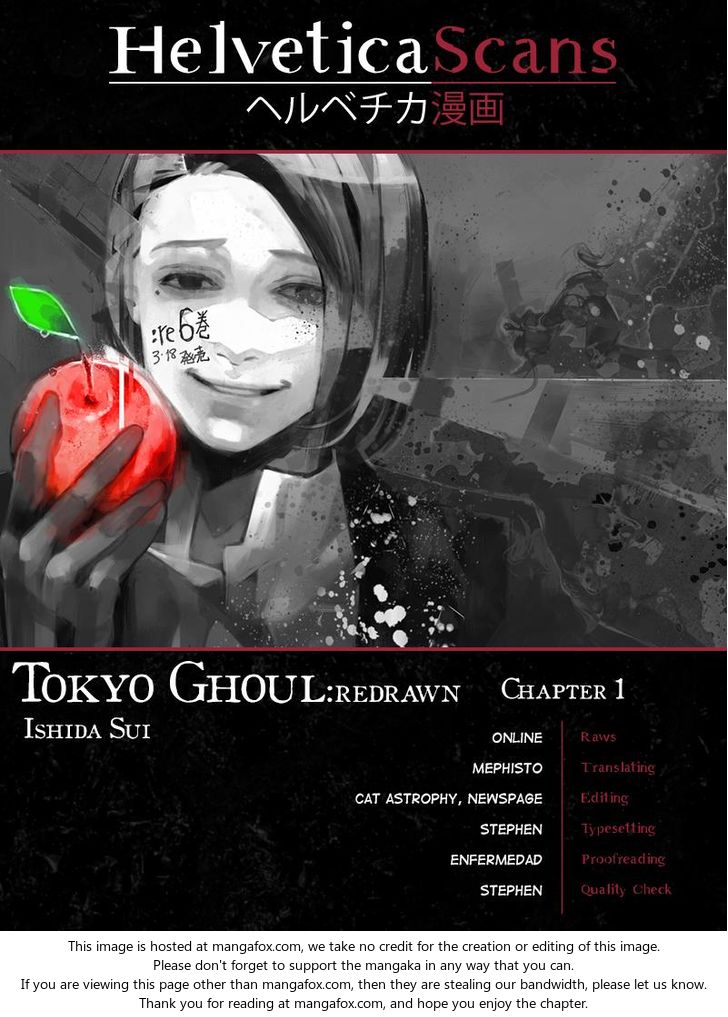 HelveticaScans
ヘルベチカ漫画
:re6巻
3·18 発売
TOKYO GHOUL:REDRAWN CHAPTER 1
ISHIDA SUI
ONLINE Raws
MEPHISTO Translating
CAT ASTROPHY, NEWSPAGE Editing
STEPHEN Typesetting
ENFERMEDAD Proofreading
STEPHEN Quality Check
This image is hosted at mangafox.com, we take no credit for the creation or editing of this image.
Please don't forget to support the mangaka in any way that you can.
If you are viewing this page other than mangafox.com, then they are stealing our bandwidth, please let us know.
Thank you for reading at mangafox.com, and hope you enjoy the chapter.